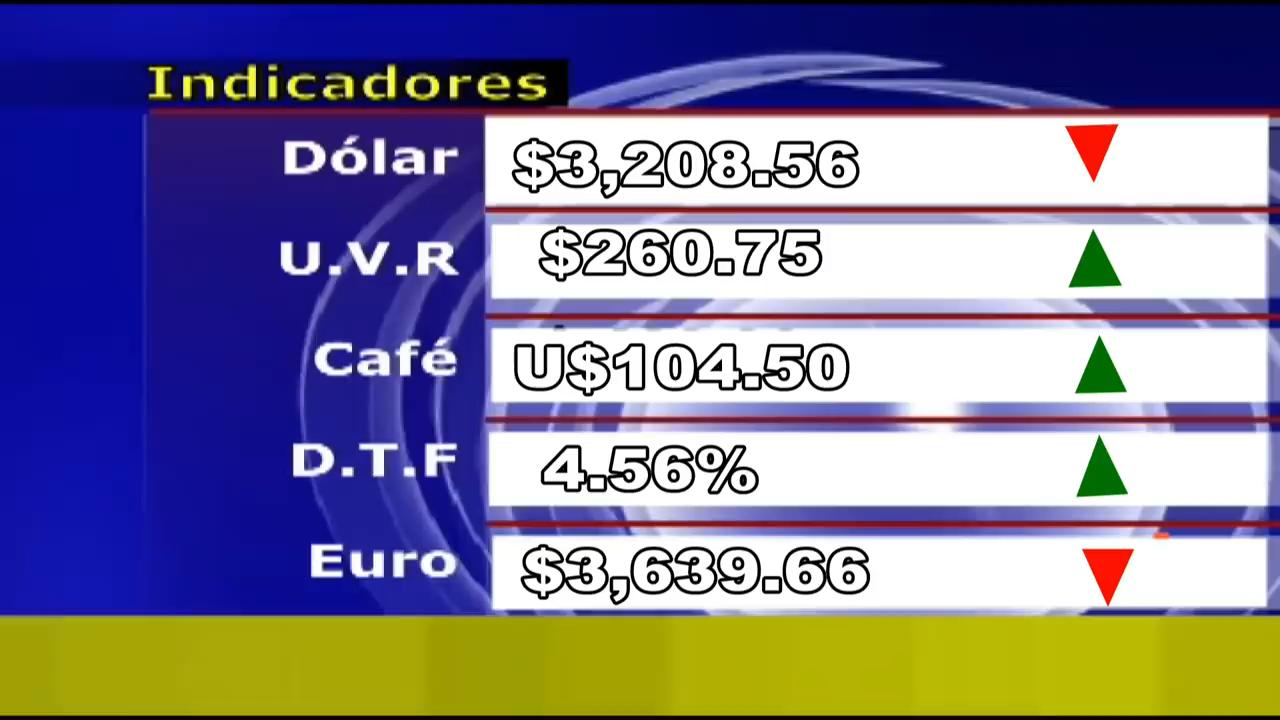 Indicadores
Dólar $3,208.56
U.V.R $260.75
Café U$104.50
D.T.F 4.56%
Euro $3,639.66